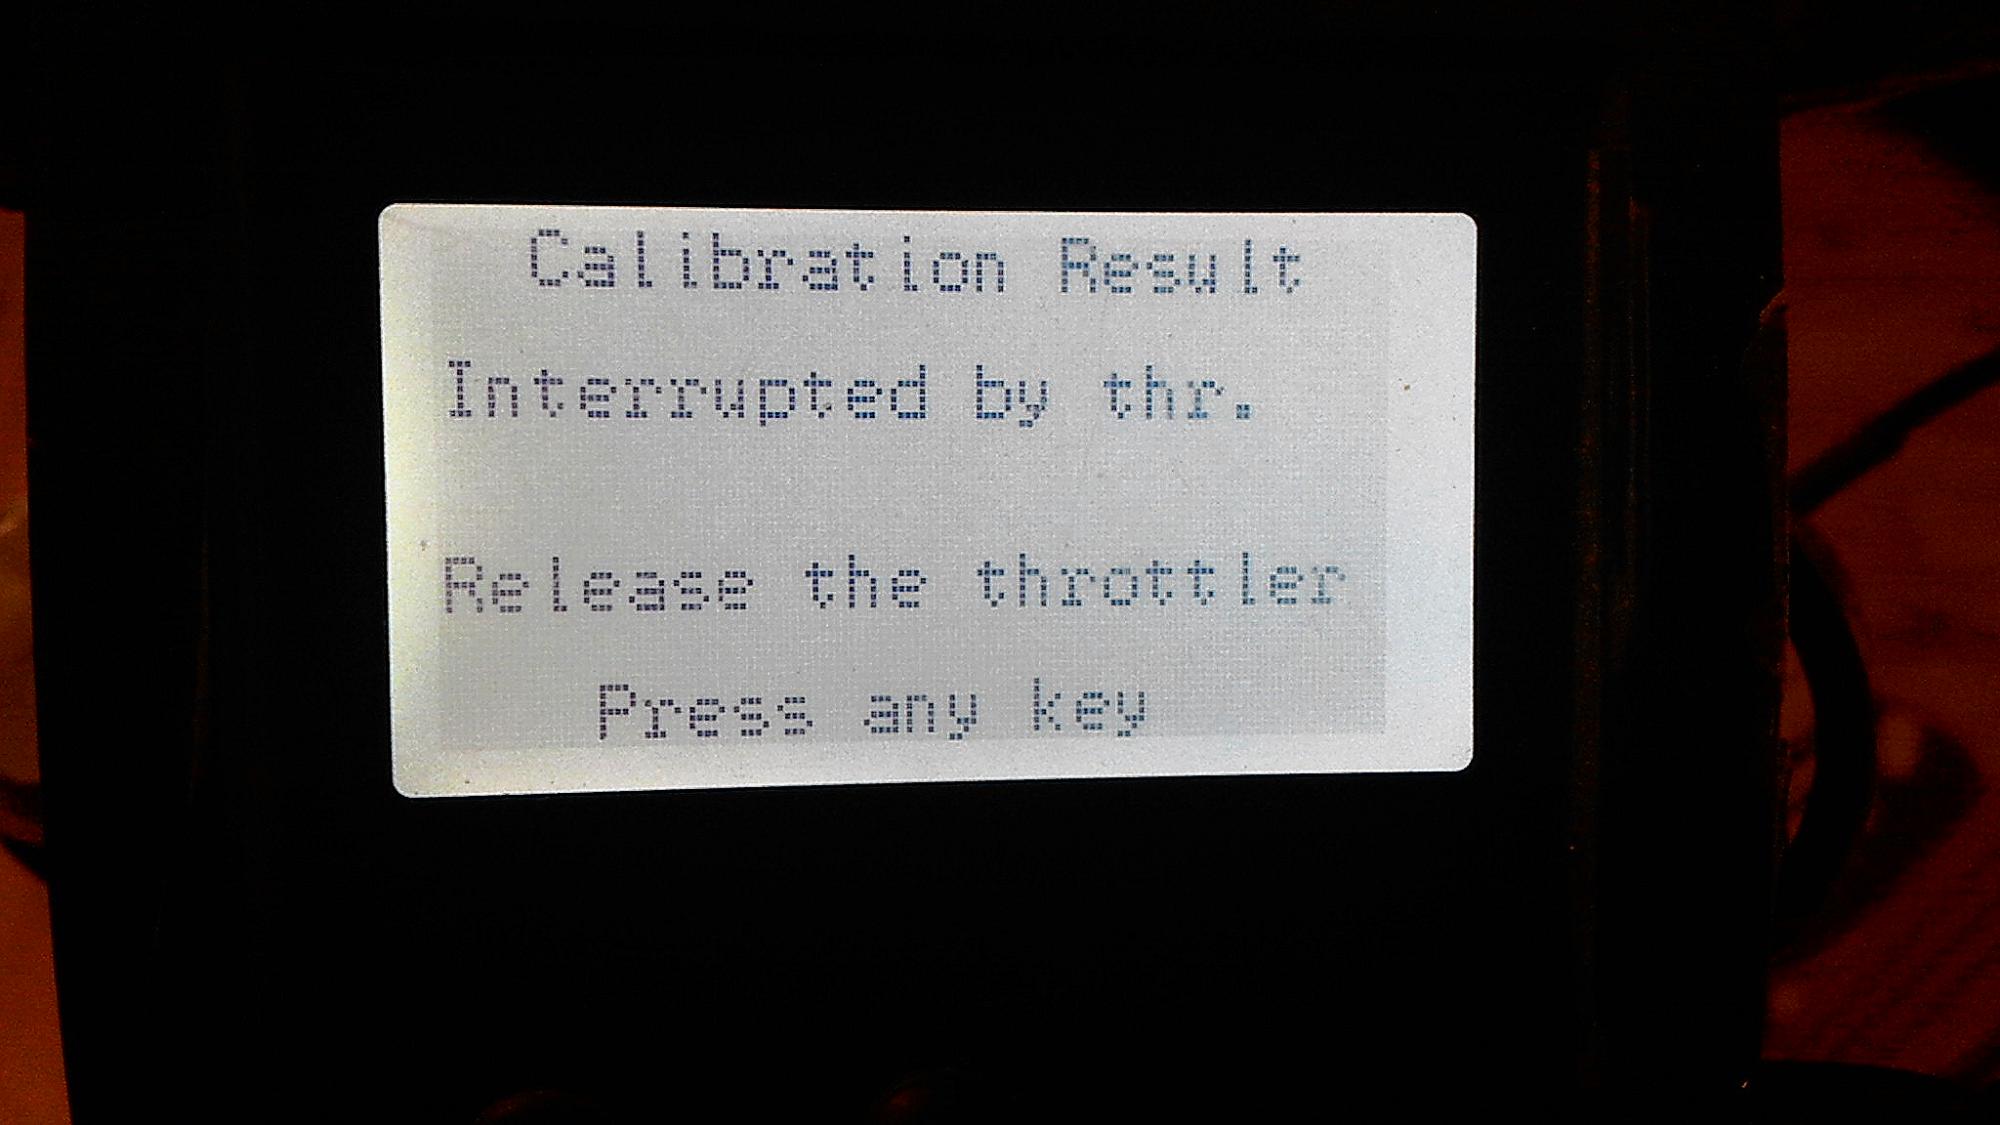 Calibration Result
Interrupted by thr.
Release the throttler
Press any key